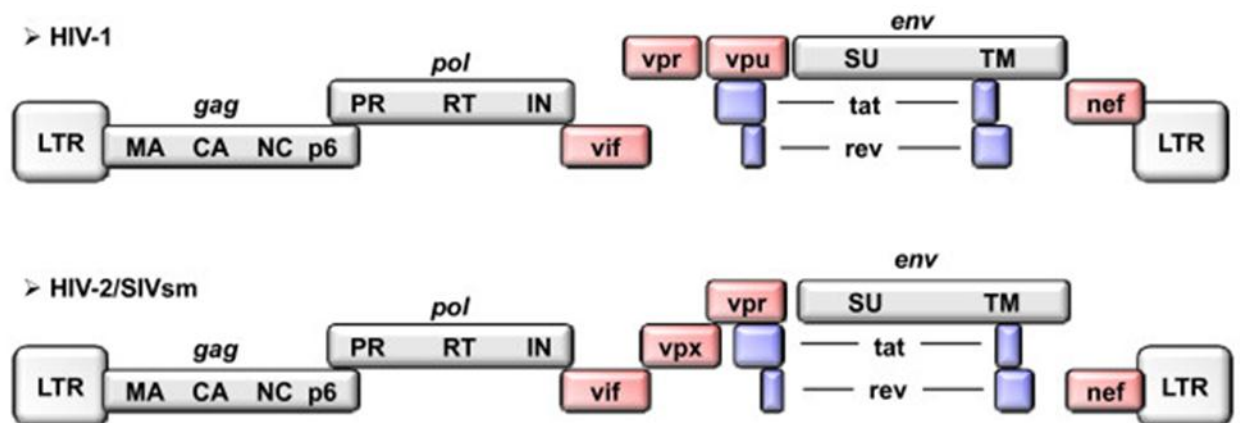 ➢ HIV-1
env
vpr vpu SU TM
pol
PR RT IN
gag
tat
nef
LTR MA CA NC p6 vif rev LTR
➢ HIV-2/SIVsm
env
vpr SU TM
pol
PR RT IN vpx tat
gag
LTR MA CA NC p6 vif rev nef LTR